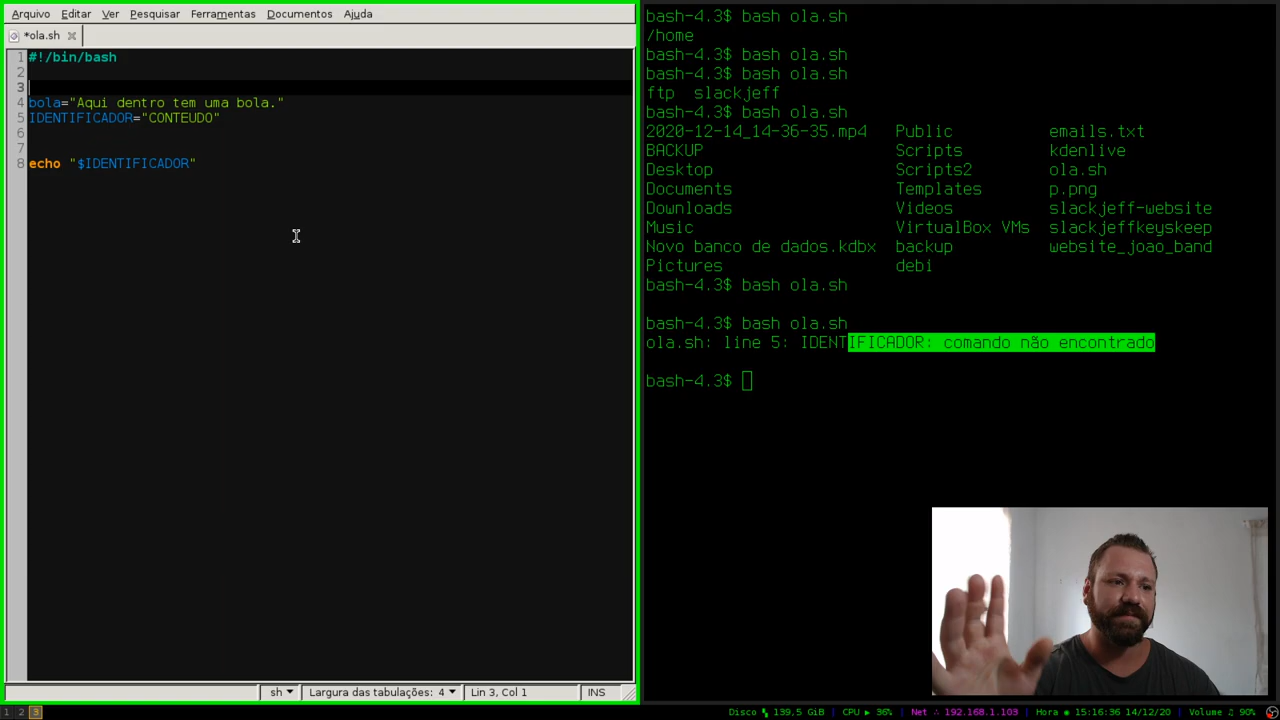 Arquivo Editar Ver Pesquisar Ferramentas Documentos Ajuda
*ola.sh
1 #!/bin/bash
2
3
4 bola="Aqui dentro tem uma bola."
5 IDENTIFICADOR="CONTEUDO"
6
7
8 echo "$IDENTIFICADOR"
sh Largura das tabulações: 4 Lin 3, Col 1 INS
bash-4.3$ bash ola.sh
/home
bash-4.3$ bash ola.sh
bash-4.3$ bash ola.sh
ftp slackjeff
bash-4.3$ bash ola.sh
2020-12-14_14-36-35.mp4 Public emails.txt
BACKUP Scripts kdenlive
Desktop Scripts2 ola.sh
Documents Templates p.png
Downloads Videos slackjeff-website
Music VirtualBox VMs slackjeffkeyskeep
Novo banco de dados.kdbx backup website_joao_band
Pictures debi
bash-4.3$ bash ola.sh
bash-4.3$ bash ola.sh
ola.sh: line 5: IDENTIFICADOR: comando não encontrado
bash-4.3$
1 2 3 Disco 139,5 GiB | CPU 36% | Net 192.168.1.103 | Hora 15:16:36 14/12/20 | Volume 90%